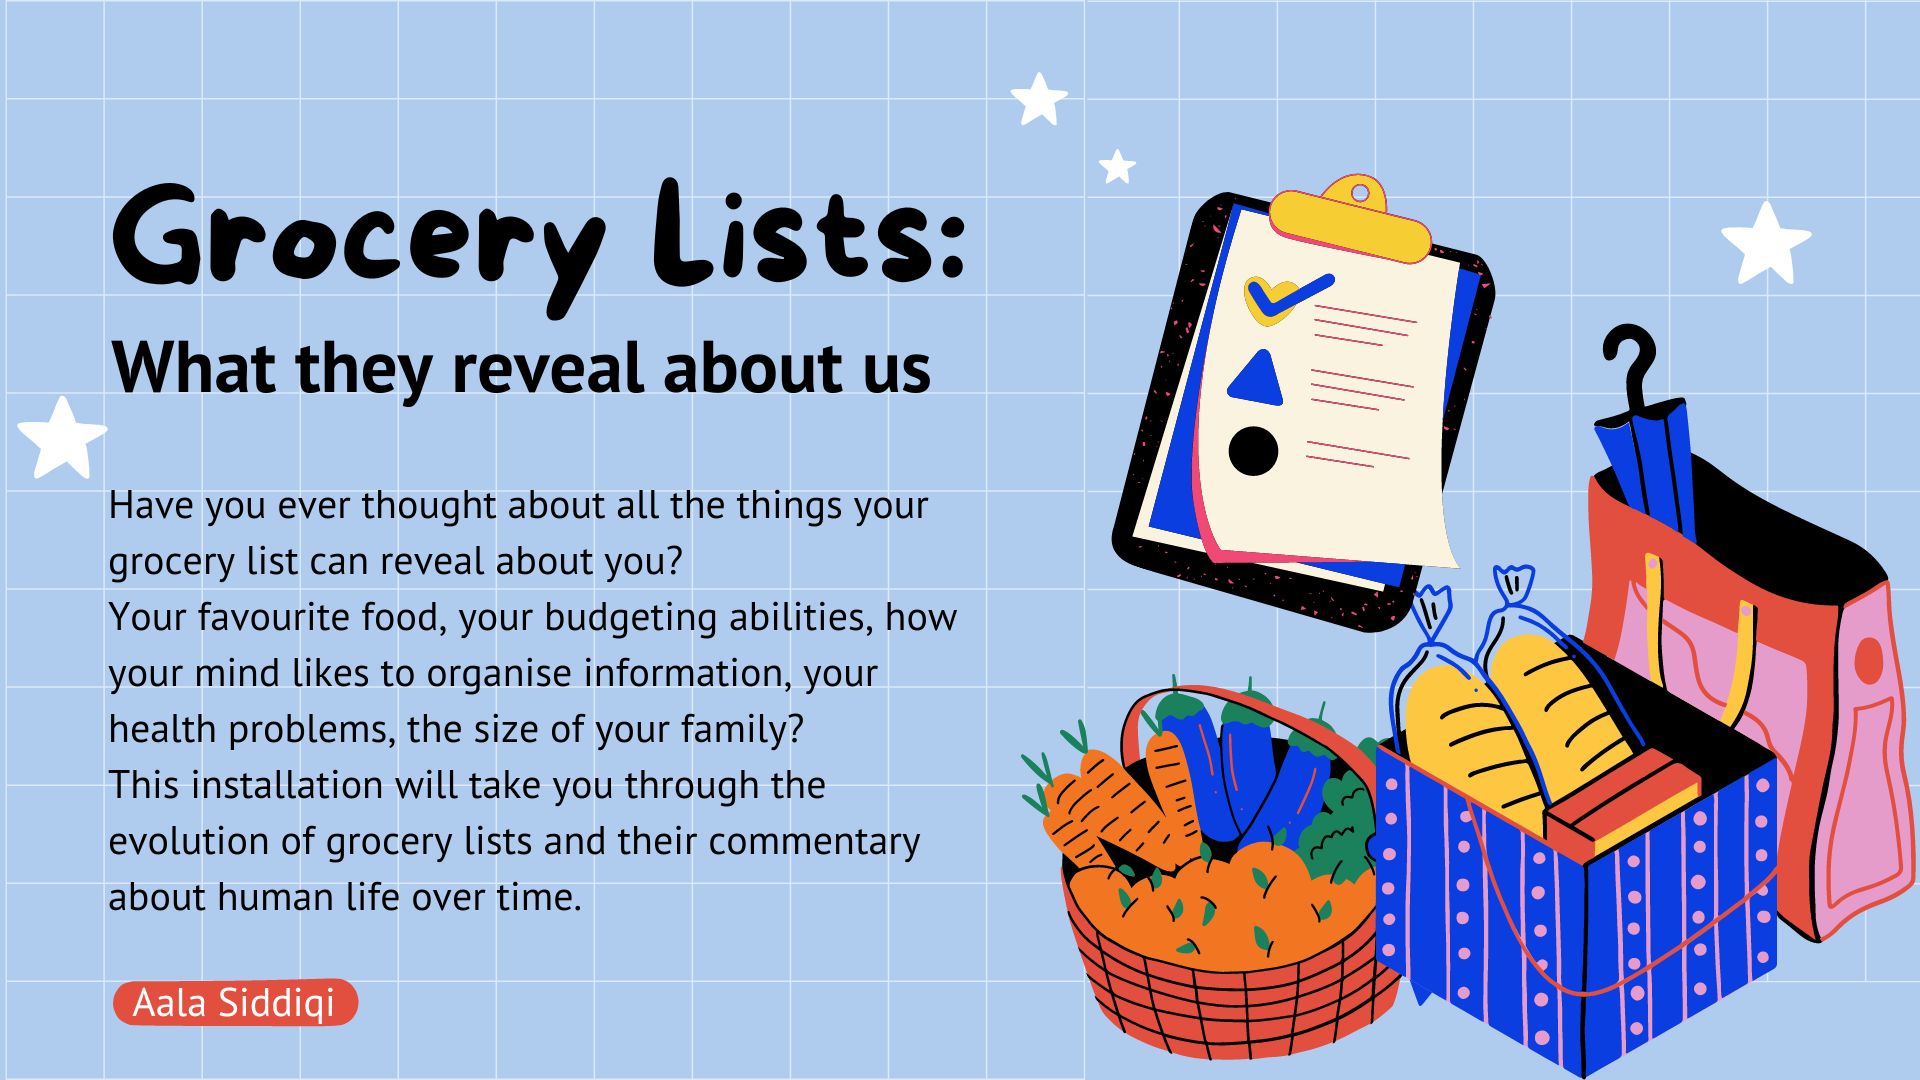 Grocery Lists:
What they reveal about us
Have you ever thought about all the things your
grocery list can reveal about you?
Your favourite food, your budgeting abilities, how
your mind likes to organise information, your
health problems, the size of your family?
This installation will take you through the
evolution of grocery lists and their commentary
about human life over time.
Aala Siddiqi